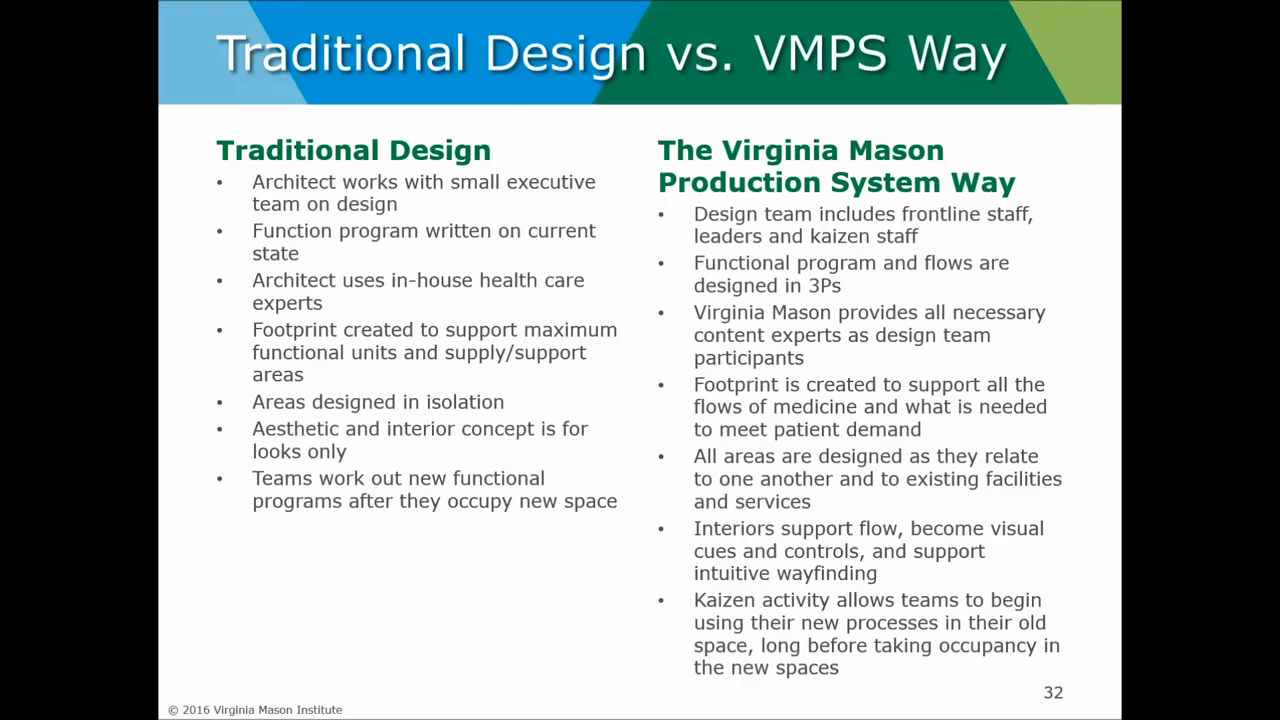 Traditional Design vs. VMPS Way
Traditional Design
• Architect works with small executive
team on design
• Function program written on current
state
• Architect uses in-house health care
experts
• Footprint created to support maximum
functional units and supply/support
areas
• Areas designed in isolation
• Aesthetic and interior concept is for
looks only
• Teams work out new functional
programs after they occupy new space
The Virginia Mason
Production System Way
• Design team includes frontline staff,
leaders and kaizen staff
• Functional program and flows are
designed in 3Ps
• Virginia Mason provides all necessary
content experts as design team
participants
• Footprint is created to support all the
flows of medicine and what is needed
to meet patient demand
• All areas are designed as they relate
to one another and to existing facilities
and services
• Interiors support flow, become visual
cues and controls, and support
intuitive wayfinding
• Kaizen activity allows teams to begin
using their new processes in their old
space, long before taking occupancy in
the new spaces
32
© 2016 Virginia Mason Institute